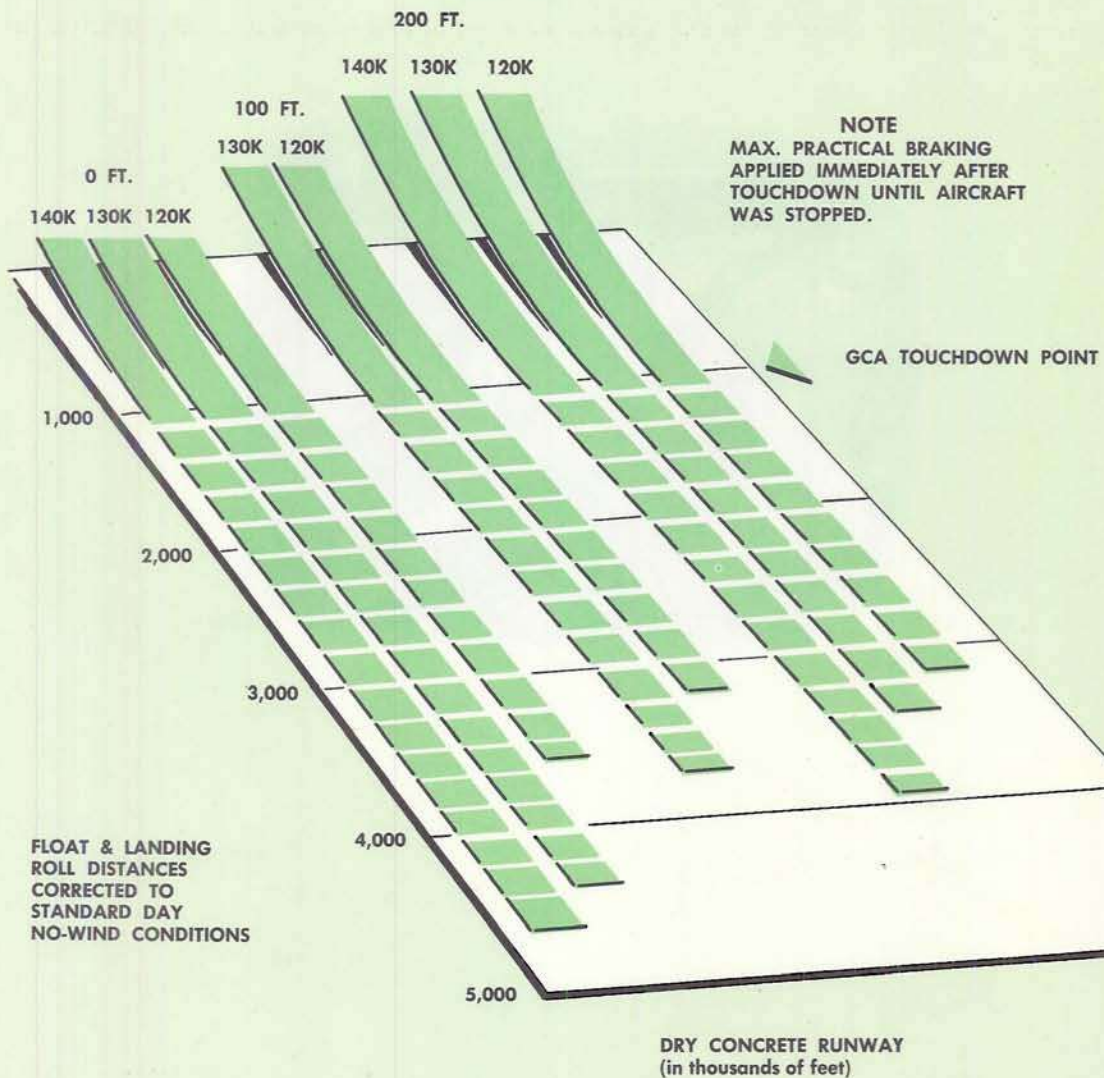 200 FT.
140K 130K 120K
100 FT.
130K 120K
0 FT.
140K 130K 120K
NOTE
MAX. PRACTICAL BRAKING
APPLIED IMMEDIATELY AFTER
TOUCHDOWN UNTIL AIRCRAFT
WAS STOPPED.
GCA TOUCHDOWN POINT
1,000
2,000
3,000
4,000
5,000
FLOAT & LANDING
ROLL DISTANCES
CORRECTED TO
STANDARD DAY
NO-WIND CONDITIONS
DRY CONCRETE RUNWAY
(in thousands of feet)